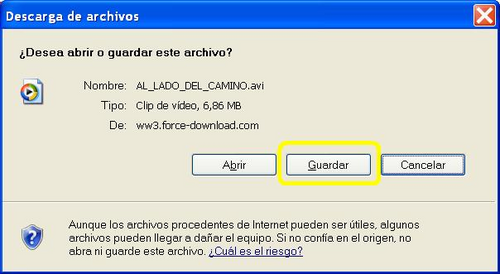 Descarga de archivos
¿Desea abrir o guardar este archivo?
Nombre: AL_LADO_DEL_CAMINO.avi
Tipo: Clip de vídeo, 6,86 MB
De: ww3.force-download.com
Abrir Guardar Cancelar
Aunque los archivos procedentes de Internet pueden ser útiles, algunos
archivos pueden llegar a dañar el equipo. Si no confía en el origen, no
abra ni guarde este archivo. ¿Cuál es el riesgo?